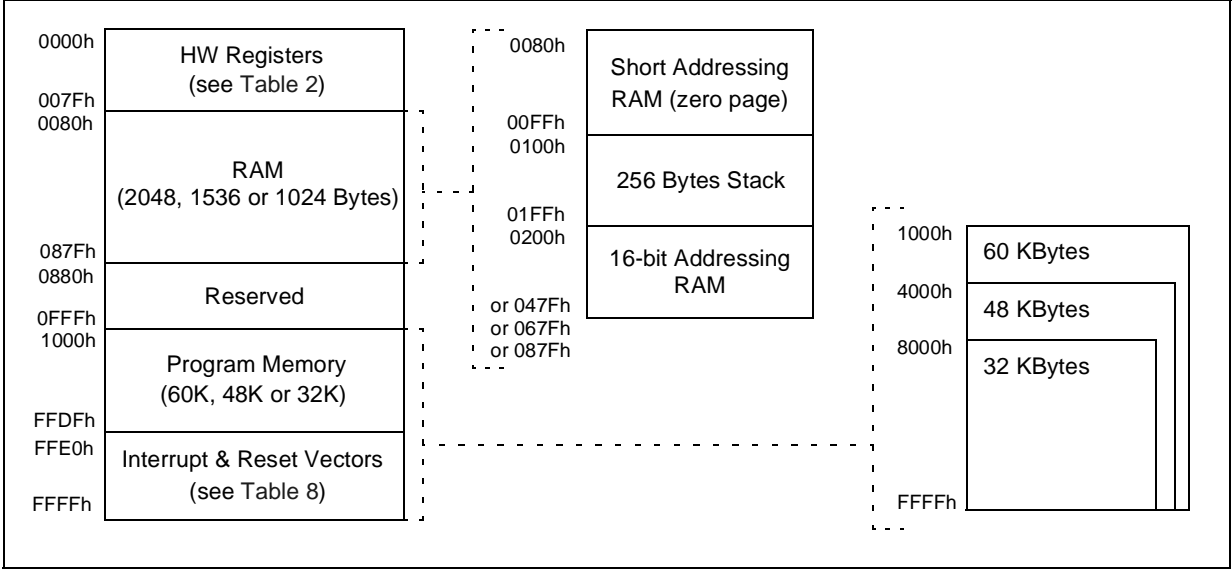 0000h
HW Registers
(see Table 2)
007Fh
0080h
RAM
(2048, 1536 or 1024 Bytes)
087Fh
0880h
Reserved
0FFFh
1000h
Program Memory
(60K, 48K or 32K)
FFDFh
FFE0h
Interrupt & Reset Vectors
(see Table 8)
FFFFh
0080h
Short Addressing
RAM (zero page)
00FFh
0100h
256 Bytes Stack
01FFh
0200h
16-bit Addressing
RAM
or 047Fh
or 067Fh
or 087Fh
1000h
60 KBytes
4000h
48 KBytes
8000h
32 KBytes
FFFFh